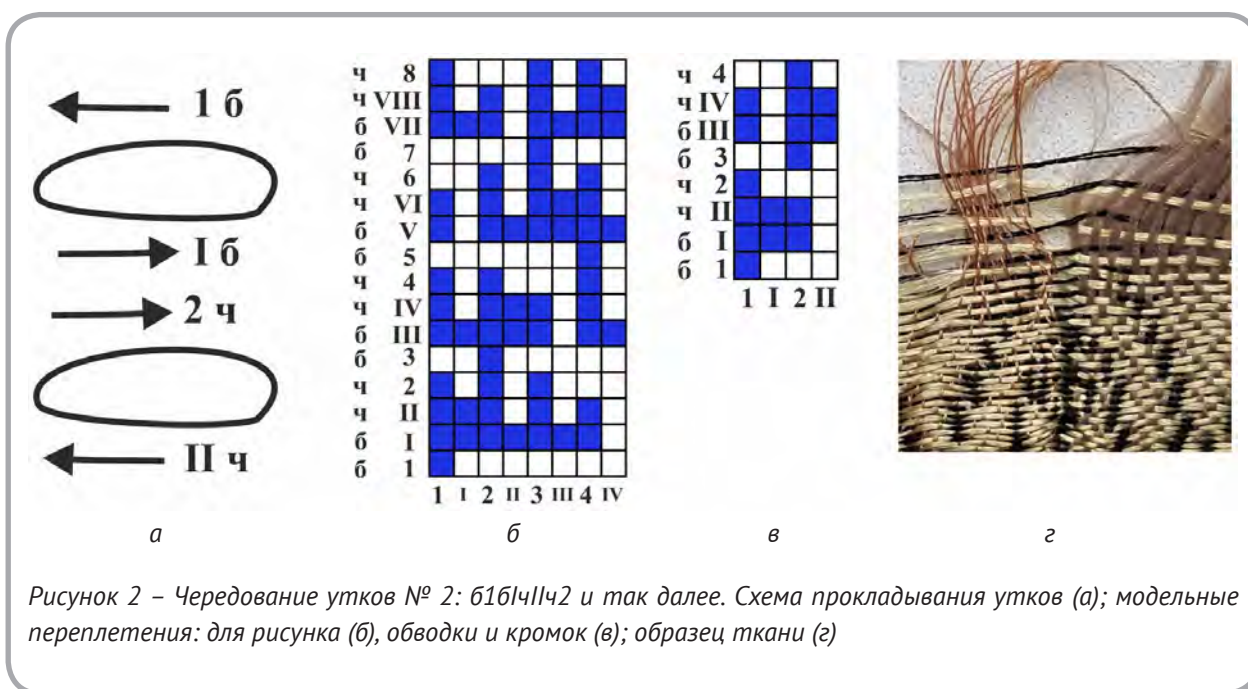 1 б
I б
2 ч
II ч
ч 8
ч VIII
б VII
б 7
ч 6
ч VI
б V
б 5
ч 4
ч IV
б III
б 3
ч 2
ч II
б I
б 1
1 I 2 II 3 III 4 IV
ч 4
ч IV
б III
б 3
ч 2
ч II
б I
б 1
1 I 2 II
а б в г
Рисунок 2 – Чередование утков № 2: б1бIчIIч2 и так далее. Схема прокладывания утков (а); модельные
переплетения: для рисунка (б), обводки и кромок (в); образец ткани (г)